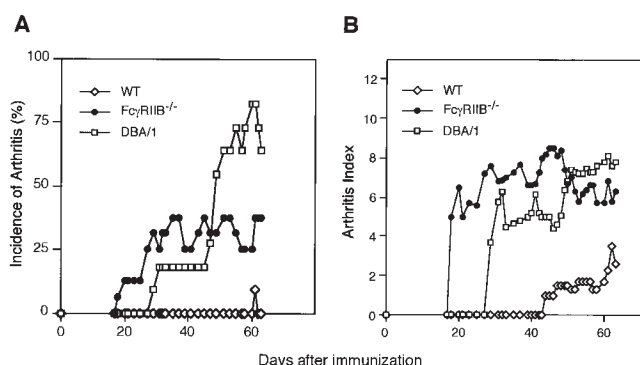 A
100
75
50
25
0
Incidence of Arthritis (%)
WT
FcγRIIB-/-
DBA/1
0
20
40
60
B
12
10
8
6
4
2
0
Arthritis Index
WT
FcγRIIB-/-
DBA/1
0
20
40
60
Days after immunization